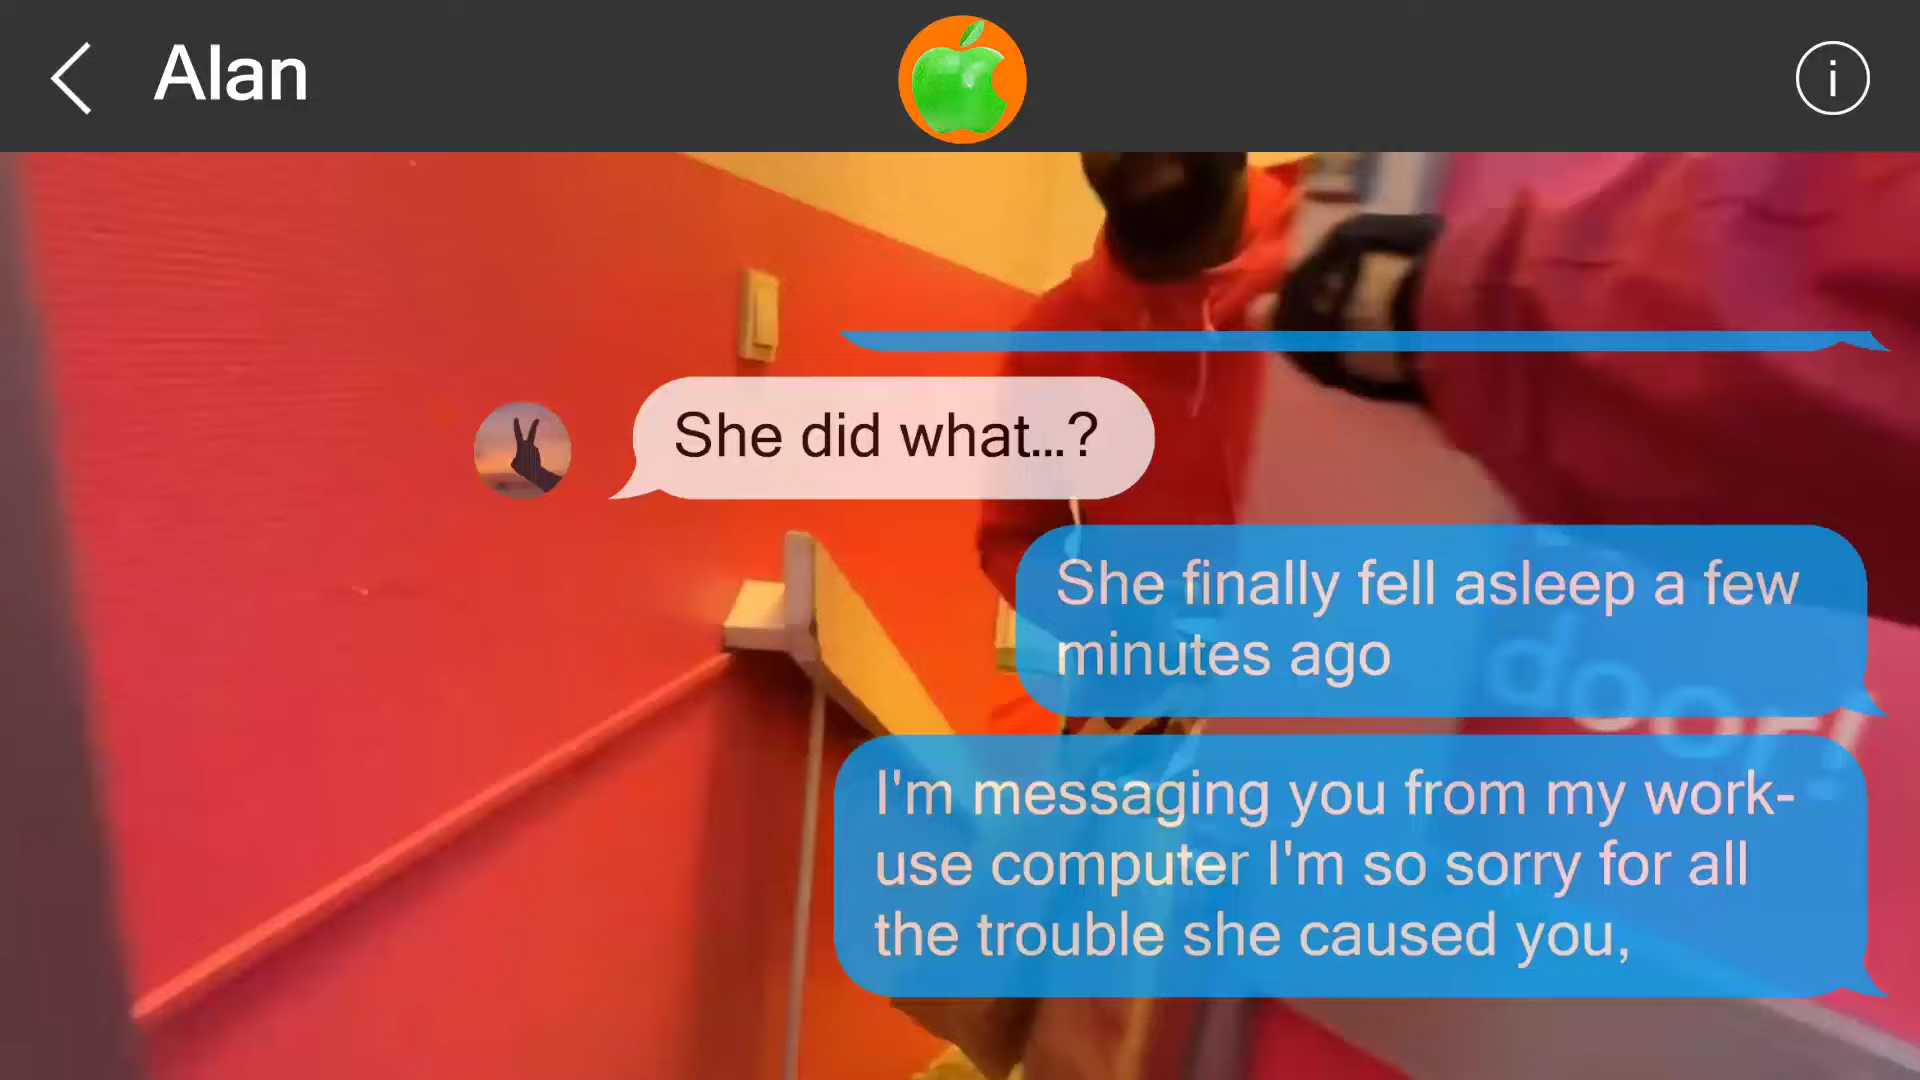 Alan
i
She did what...?
She finally fell asleep a few
minutes ago
door!
I'm messaging you from my work-
use computer I'm so sorry for all
the trouble she caused you,